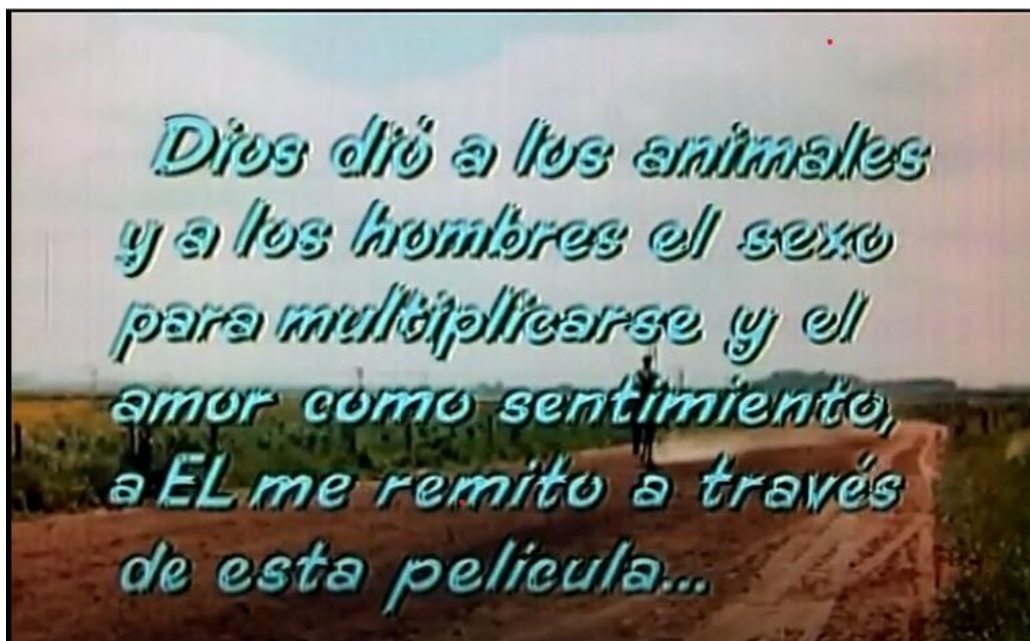 Dios dió a los animales
y a los hombres el sexo
para multiplicarse y el
amor como sentimiento,
a EL me remito a través
de esta película...